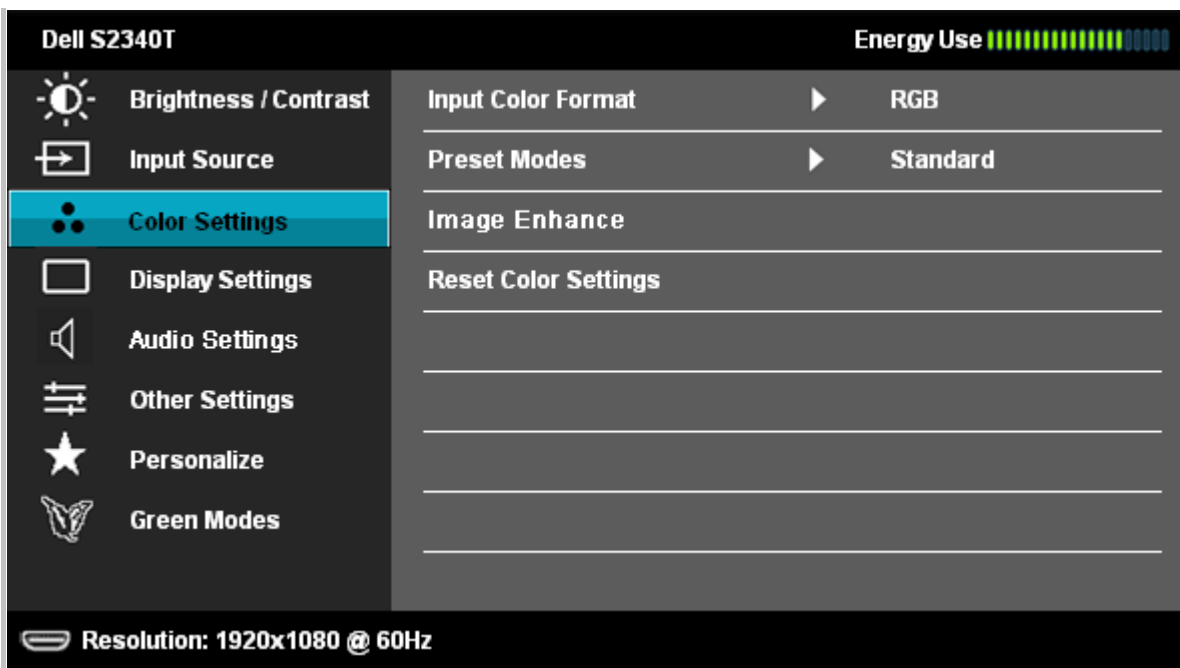 Dell S2340T Energy Use
Brightness / Contrast Input Color Format RGB
Input Source Preset Modes Standard
Color Settings Image Enhance
Display Settings Reset Color Settings
Audio Settings
Other Settings
Personalize
Green Modes
Resolution: 1920x1080 @ 60Hz